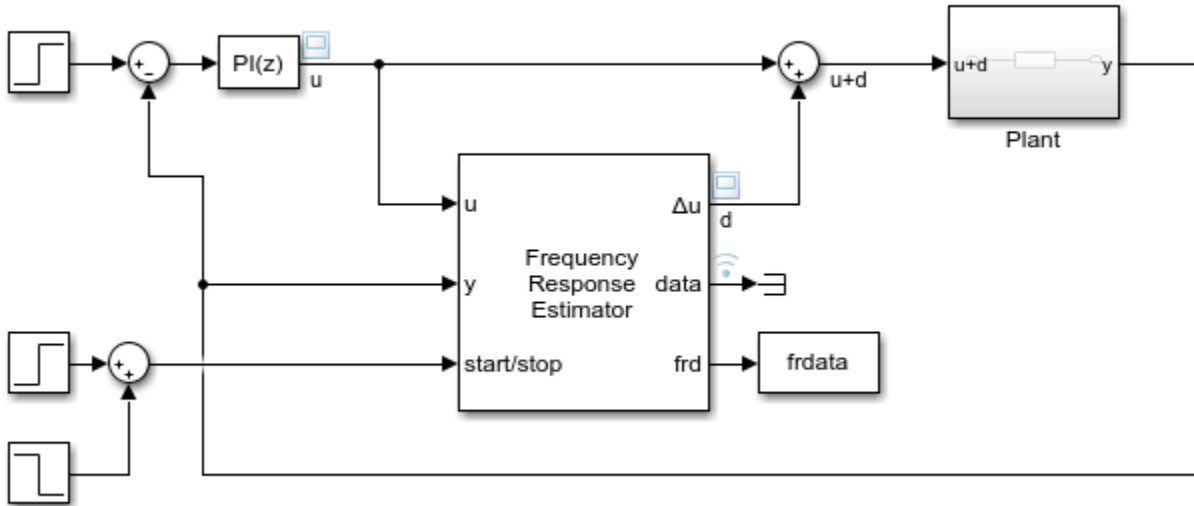 +
−
PI(z)
u
+
+
u+d
u+d
y
Plant
u
Δu
d
Frequency
Response
Estimator
y
data
start/stop
frd
frdata
+
+